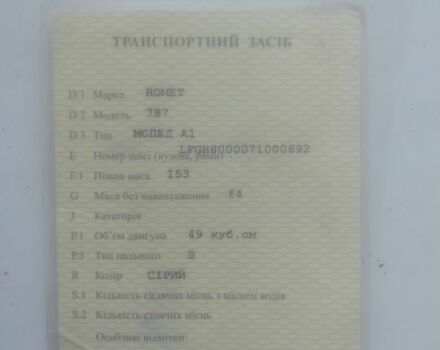 ТРАНСПОРТНИЙ ЗАСІБ
D.1 Марка ROMET
D.2 Модель 787
D.3 Тип МОПЕД А1
E Номер шасі (кузова, рами) LFGH8000071000692
F.1 Повна маса 153
G Маса без навантаження 64
J Категорія
P.1 Об'єм двигуна 49 куб.см
P.3 Тип пального В
R Колір СІРИЙ
S.1 Кількість сидячих місць з місцем водія
S.2 Кількість стоячих місць
Особливі відмітки: